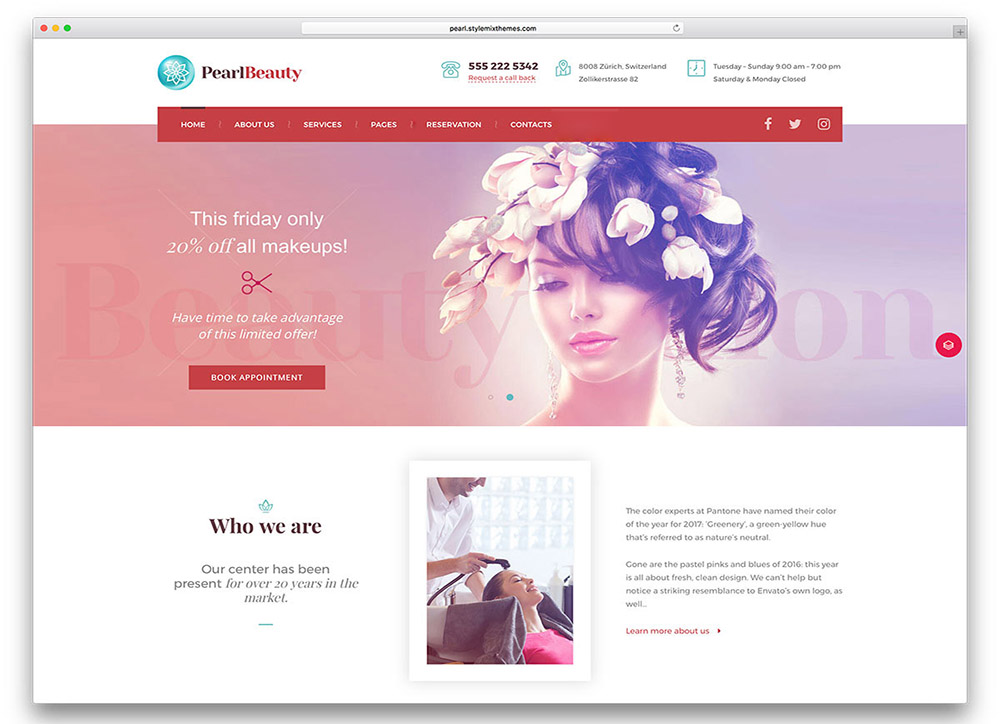 pearl.stylemixthemes.com
PearlBeauty
555 222 5342
Request a call back
8008 Zürich, Switzerland
Zollikerstrasse 82
Tuesday - Sunday 9:00 am - 7:00 pm
Saturday & Monday Closed
HOME / ABOUT US / SERVICES / PAGES / RESERVATION / CONTACTS
This friday only
20% off all makeups!
Have time to take advantage
of this limited offer!
BOOK APPOINTMENT
Beauty
Who we are
Our center has been
present for over 20 years in the
market.
The color experts at Pantone have named their color
of the year for 2017: ‘Greenery’, a green-yellow hue
that’s referred to as nature’s neutral.
Gone are the pastel pinks and blues of 2016; this year
is all about fresh, clean design. We can’t help but
notice a striking resemblance to Envato’s own logo, as
well…
Learn more about us